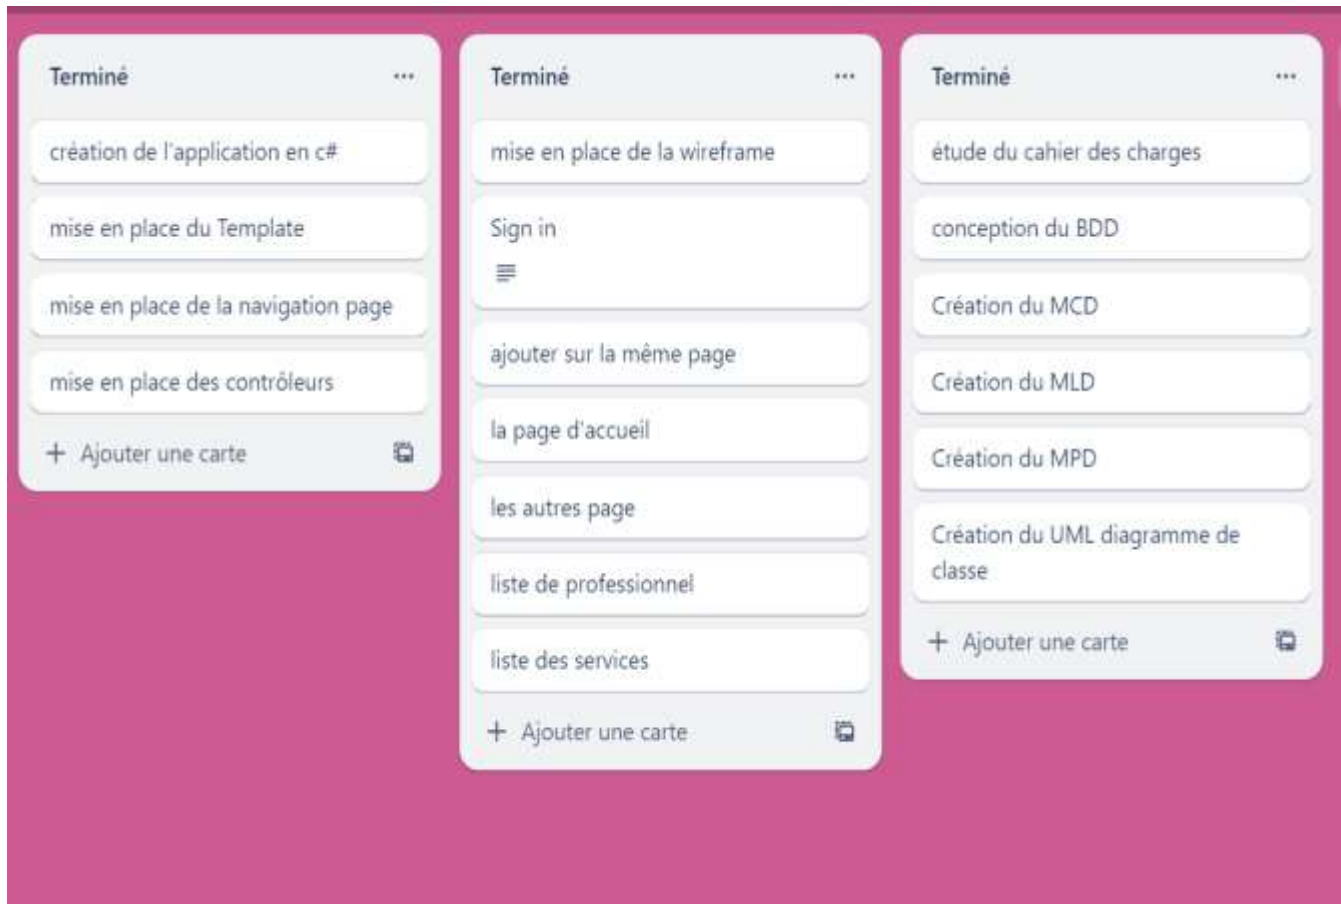 Terminé
création de l'application en c#
mise en place du Template
mise en place de la navigation page
mise en place des contrôleurs
+ Ajouter une carte
Terminé
mise en place de la wireframe
Sign in
ajouter sur la même page
la page d'accueil
les autres page
liste de professionnel
liste des services
+ Ajouter une carte
Terminé
étude du cahier des charges
conception du BDD
Création du MCD
Création du MLD
Création du MPD
Création du UML diagramme de
classe
+ Ajouter une carte